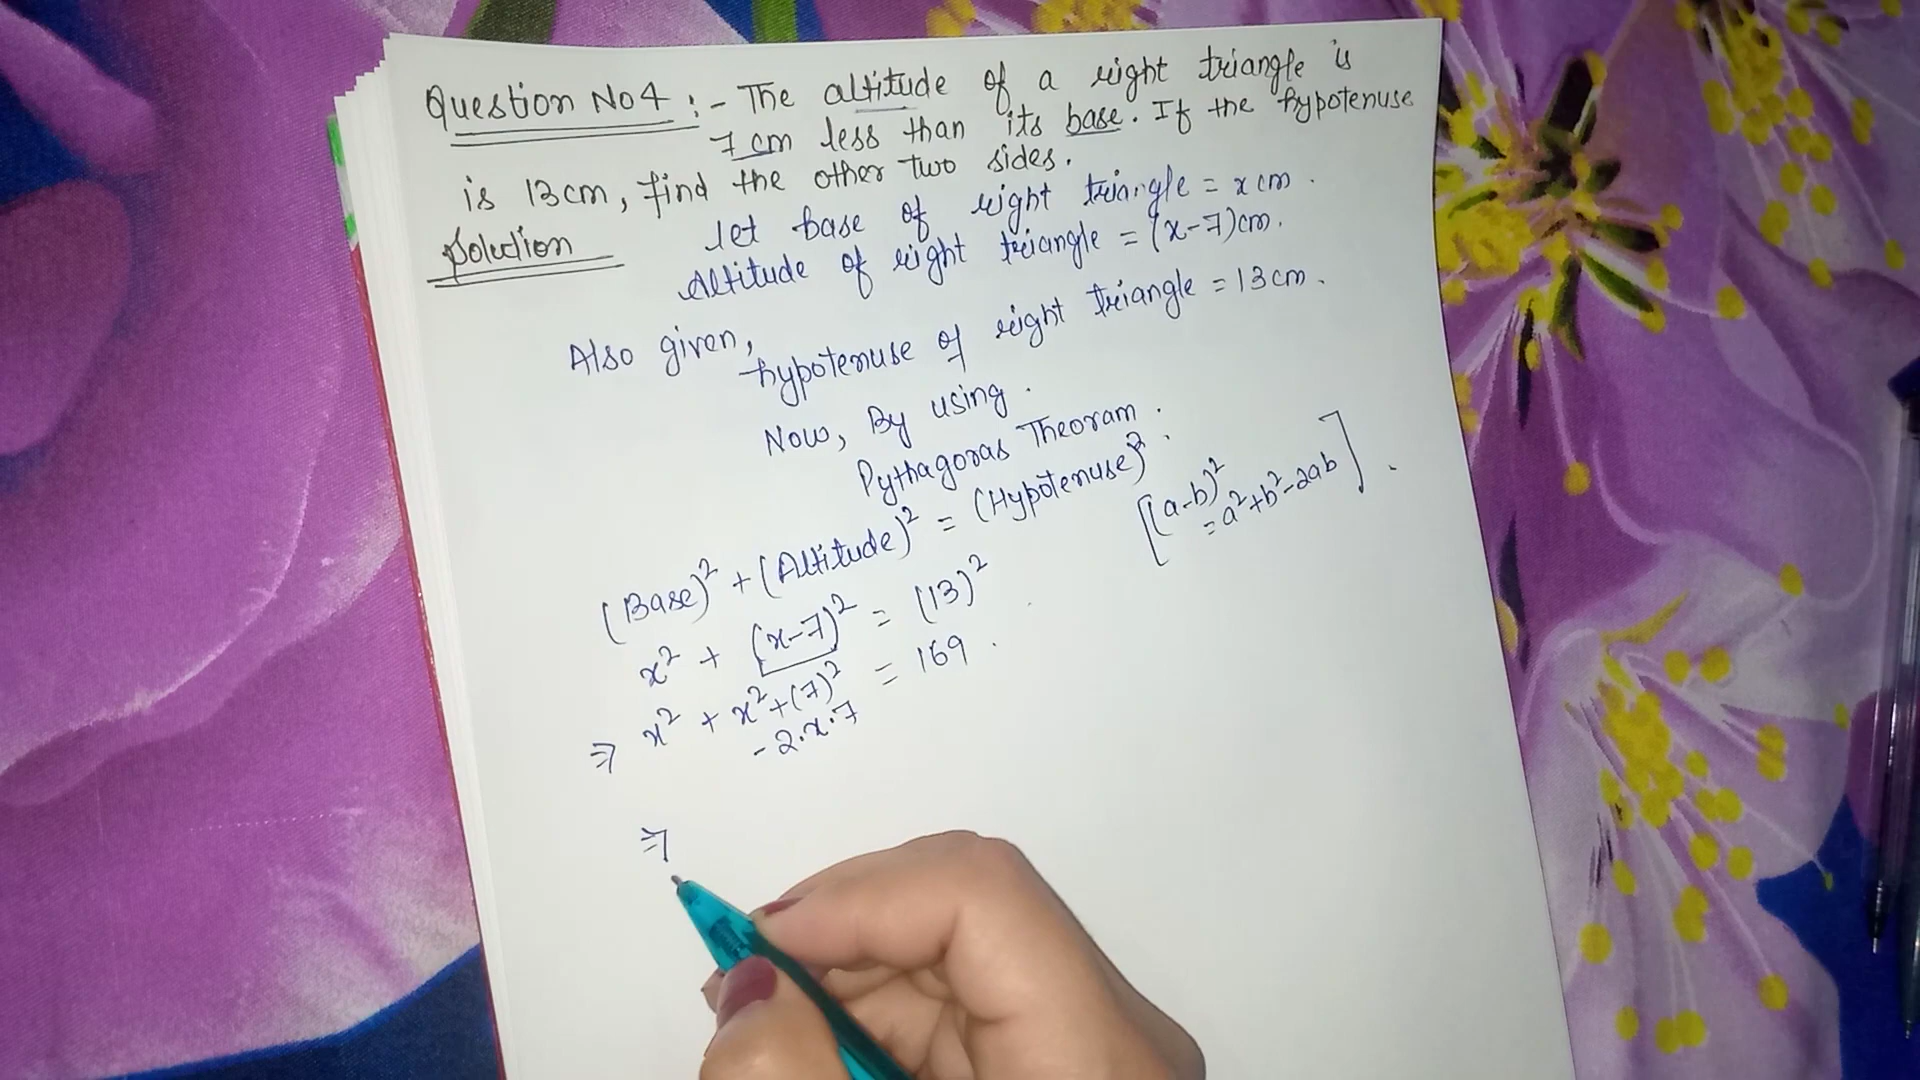 Question No 4 :- The altitude of a right triangle is
7 cm less than its base. If the hypotenuse
is 13cm, find the other two sides.
Solution
Let base of right triangle = x cm.
Altitude of right triangle = (x-7)cm.
Also given,
hypotenuse of right triangle = 13cm.
Now, By using.
Pythagoras Theoram.
(Base)² + (Altitude)² = (Hypotenuse)².
[(a-b)²
= a²+b²-2ab].
x² + (x-7)² = (13)²
⇒ x² + x²+(7)² = 169.
-2.x.7
⇒